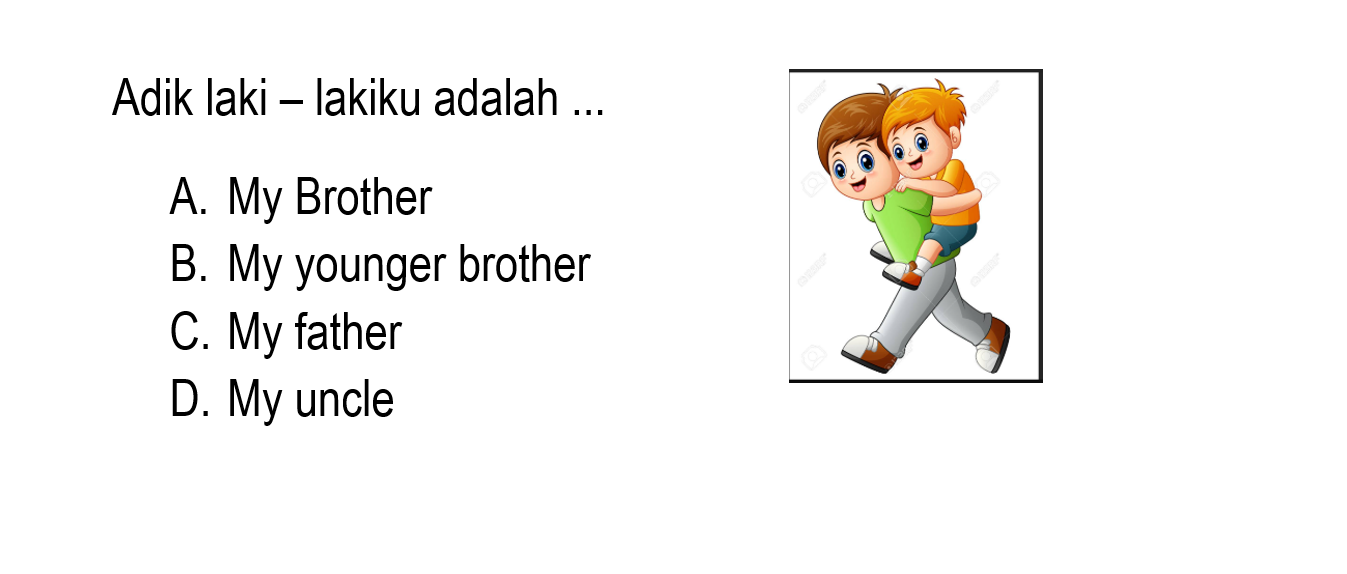 Adik laki – lakiku adalah ...
A. My Brother
B. My younger brother
C. My father
D. My uncle